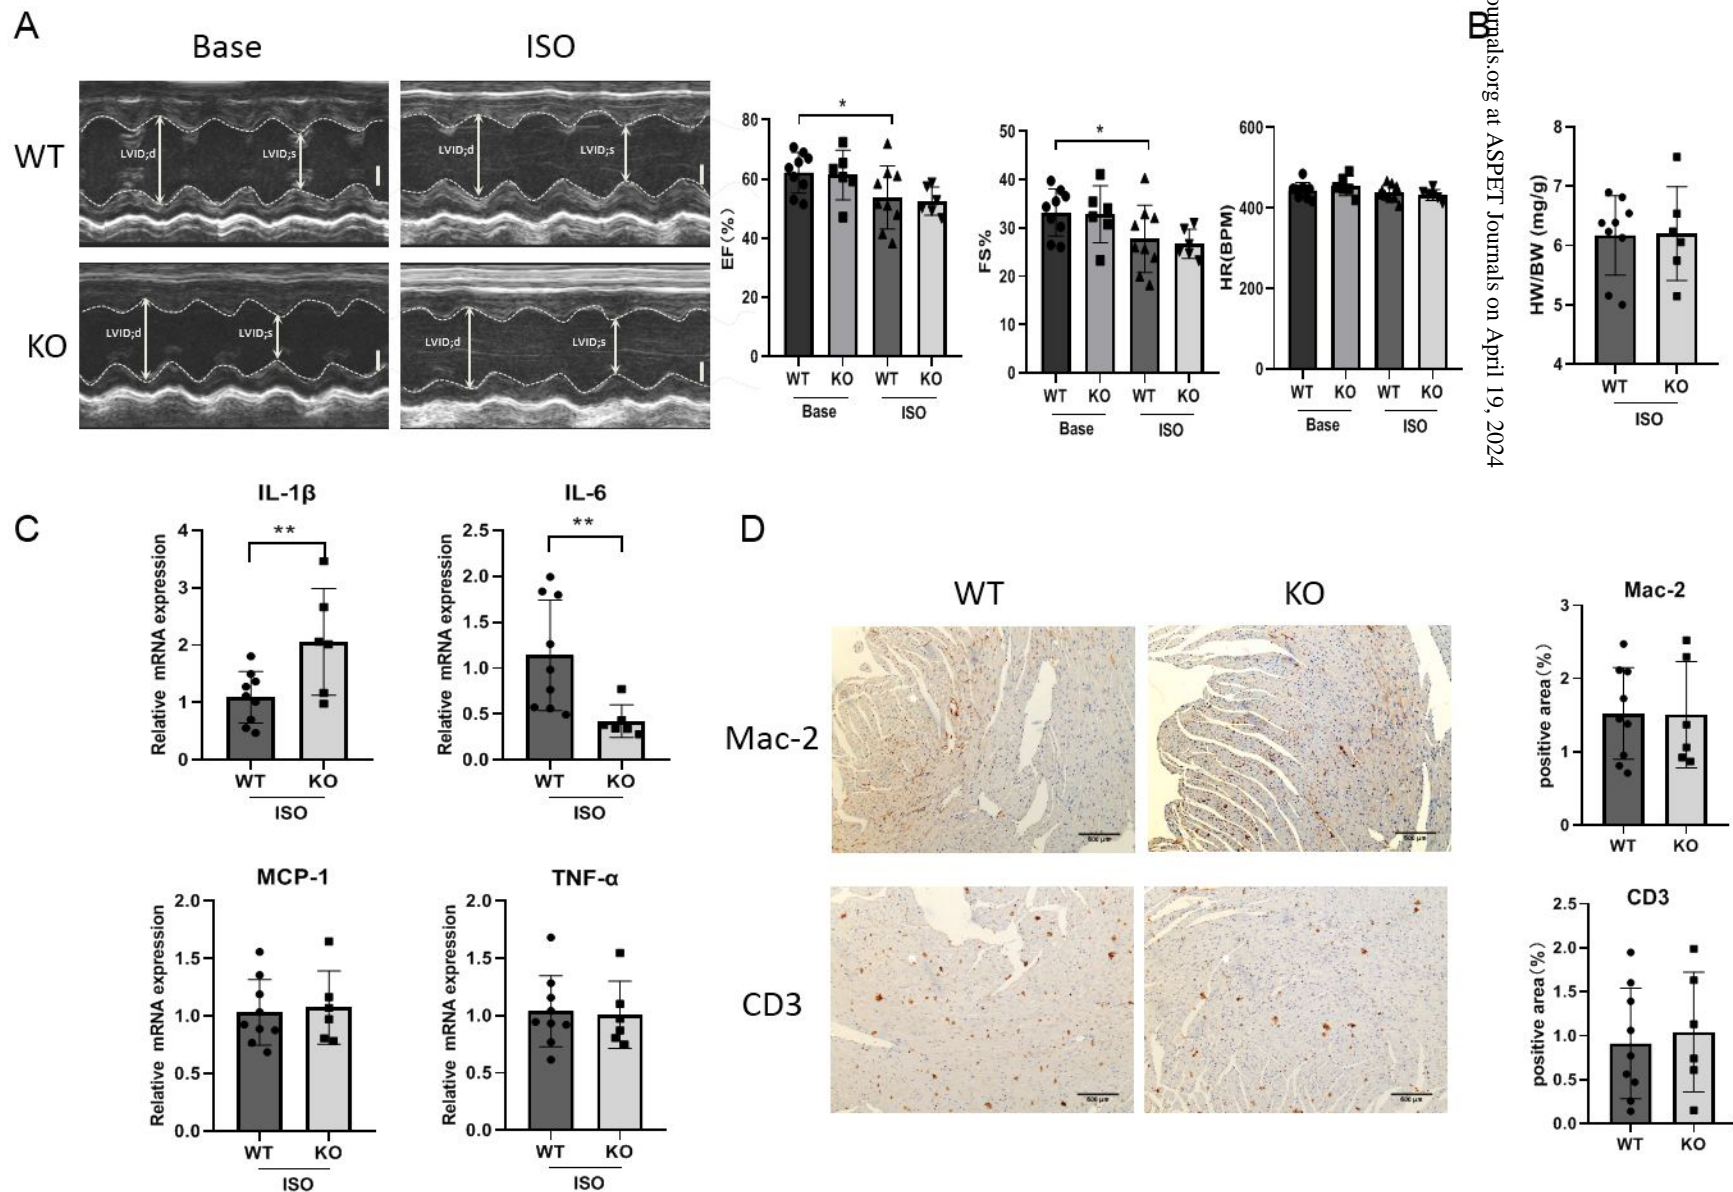 A
Base
ISO
WT
KO
LVID;d
LVID;s
LVID;d
LVID;s
LVID;d
LVID;s
LVID;d
LVID;s
*
80
60
40
20
0
EF(%)
WT KO WT KO
Base ISO
*
50
40
30
20
10
0
FS%
WT KO WT KO
Base ISO
600
400
200
0
HR(BPM)
WT KO WT KO
Base ISO
ournals.org at ASPET Journals on April 19, 2024
B
8
7
6
5
4
HW/BW (mg/g)
WT KO
ISO
C
IL-1β
**
4
3
2
1
0
Relative mRNA expression
WT KO
ISO
IL-6
**
2.5
2.0
1.5
1.0
0.5
0.0
Relative mRNA expression
WT KO
ISO
MCP-1
2.0
1.5
1.0
0.5
0.0
Relative mRNA expression
WT KO
ISO
TNF-α
2.0
1.5
1.0
0.5
0.0
Relative mRNA expression
WT KO
ISO
D
WT
KO
Mac-2
CD3
500 µm
500 µm
500 µm
500 µm
Mac-2
3
2
1
0
positive area(%)
WT KO
CD3
2.5
2.0
1.5
1.0
0.5
0.0
positive area(%)
WT KO